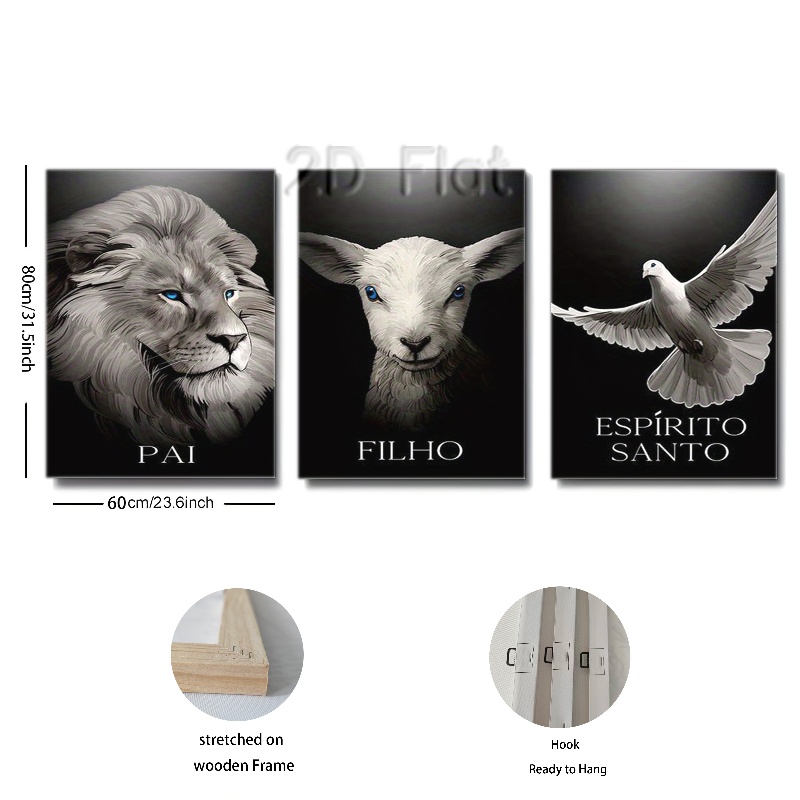 2D Flat
80cm/31.5inch
PAI
FILHO
ESPÍRITO
SANTO
60cm/23.6inch
stretched on
wooden Frame
Hook
Ready to Hang